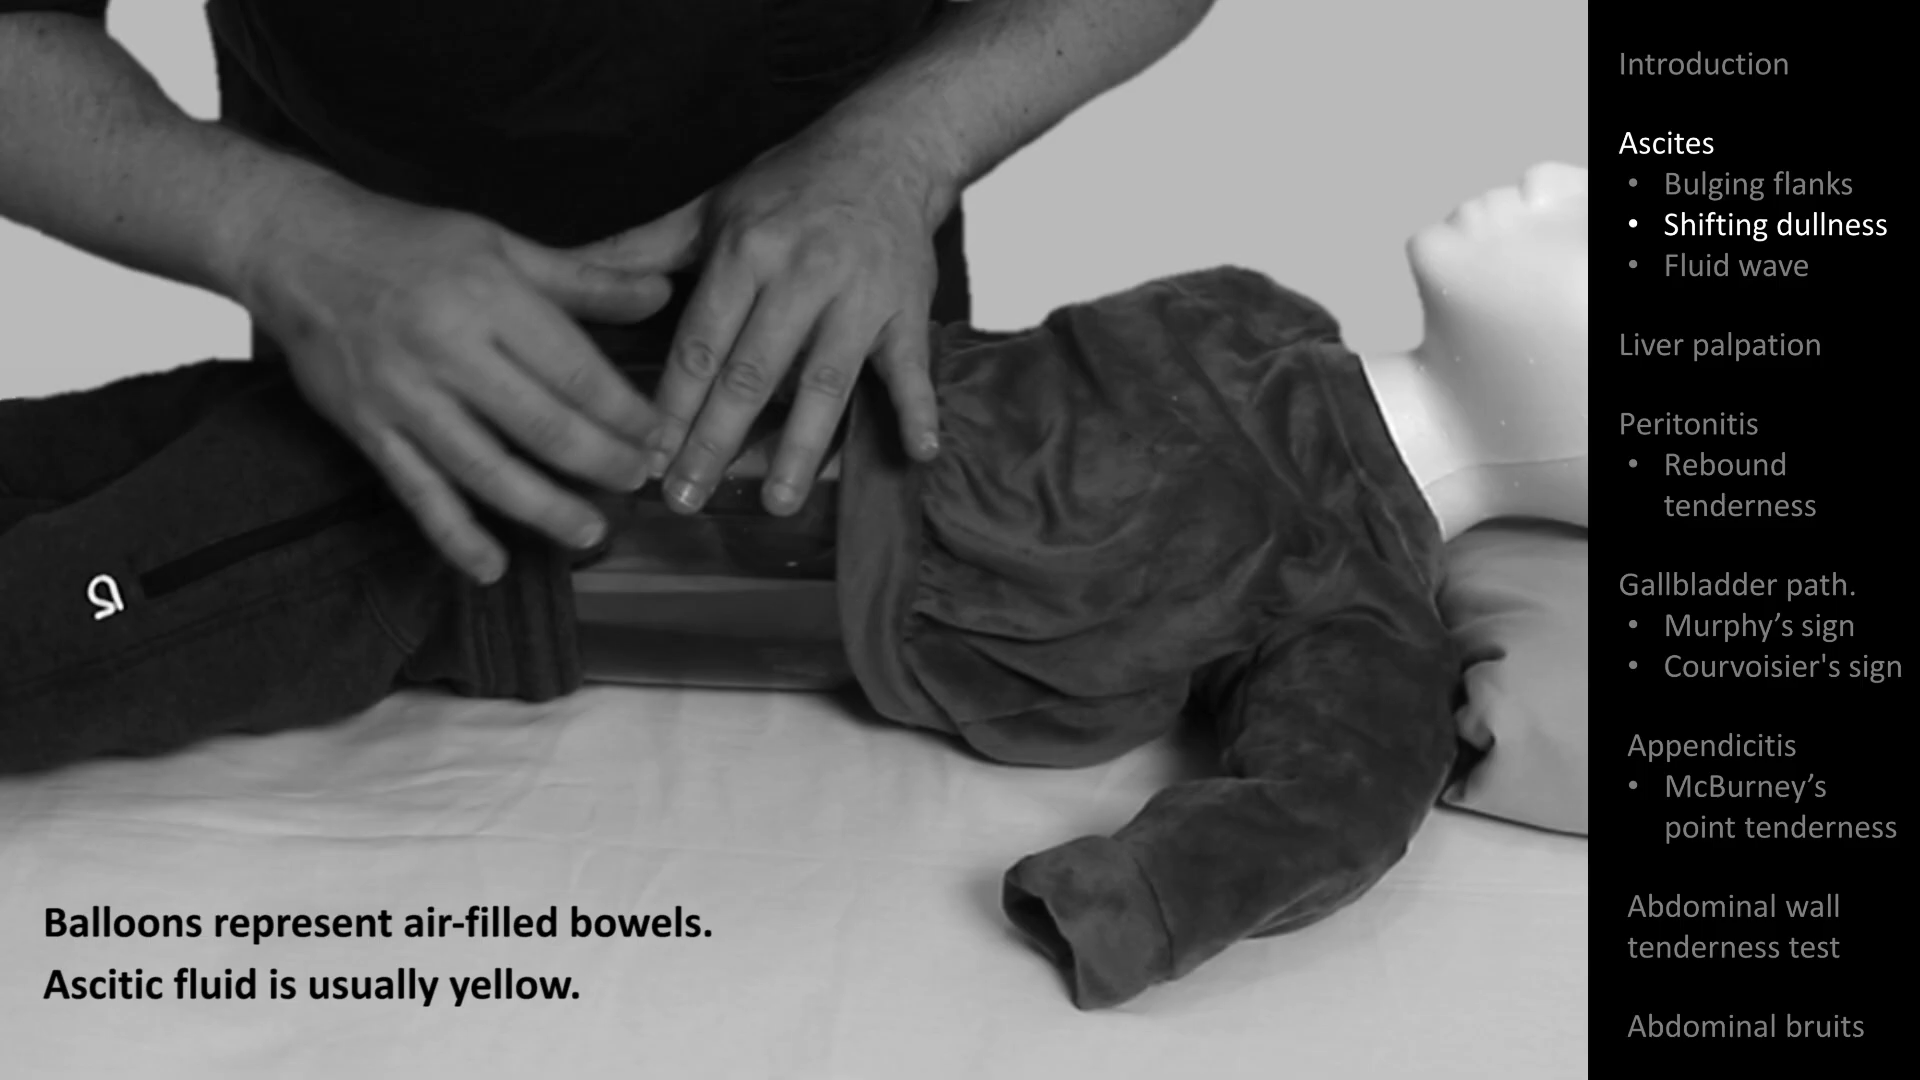 Introduction
Ascites
• Bulging flanks
• Shifting dullness
• Fluid wave
Liver palpation
Peritonitis
• Rebound
tenderness
Gallbladder path.
• Murphy’s sign
• Courvoisier's sign
Appendicitis
• McBurney’s
point tenderness
Abdominal wall
tenderness test
Abdominal bruits
Balloons represent air-filled bowels.
Ascitic fluid is usually yellow.